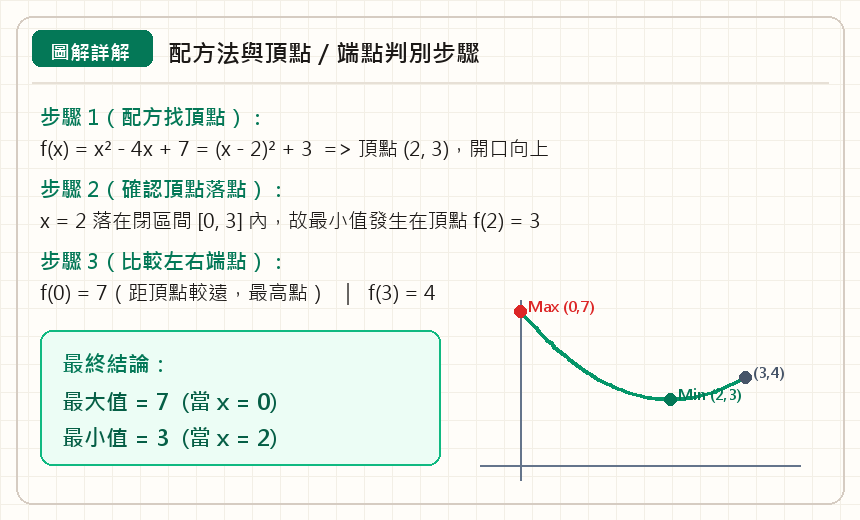 圖解詳解
配方法與頂點 / 端點判別步驟
步驟 1 ( 配方找頂點 ) :
f(x) = x² - 4x + 7 = (x - 2)² + 3 => 頂點 (2, 3)，開口向上
步驟 2 ( 確認頂點落點 ) :
x = 2 落在閉區間 [0, 3] 內，故最小值發生在頂點 f(2) = 3
步驟 3 ( 比較左右端點 ) :
f(0) = 7 ( 距頂點較遠，最高點 ) | f(3) = 4
最終結論 :
最大值 = 7 (當 x = 0)
最小值 = 3 (當 x = 2)
Max (0,7)
(3,4)
Min (2,3)